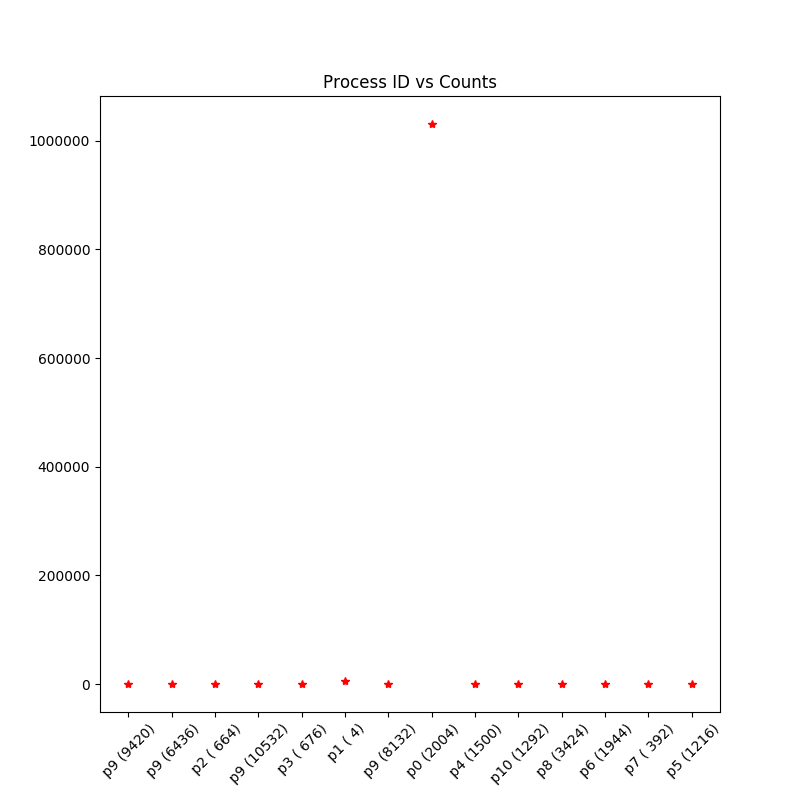 Process ID vs Counts
1000000
800000
600000
400000
200000
0
p9 (9420)
p9 (6436)
p2 ( 664)
p9 (10532)
p3 ( 676)
p1 ( 4)
p9 (8132)
p0 (2004)
p4 (1500)
p10 (1292)
p8 (3424)
p6 (1944)
p7 ( 392)
p5 (1216)